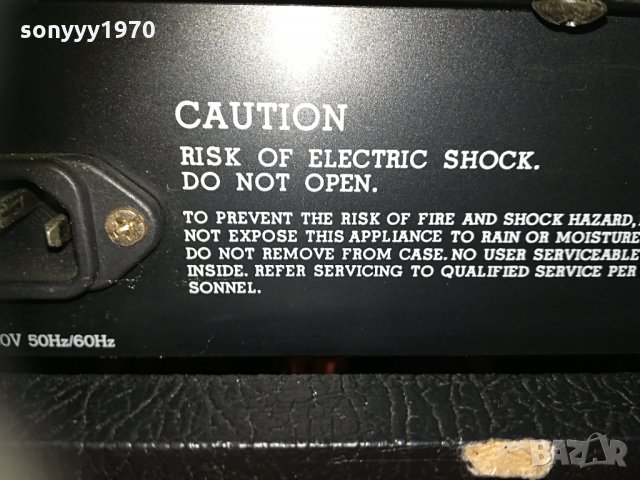 sonyyy1970
CAUTION
RISK OF ELECTRIC SHOCK.
DO NOT OPEN.
TO PREVENT THE RISK OF FIRE AND SHOCK HAZARD,
NOT EXPOSE THIS APPLIANCE TO RAIN OR MOISTURE
DO NOT REMOVE FROM CASE. NO USER SERVICEABLE
INSIDE. REFER SERVICING TO QUALIFIED SERVICE PER
SONNEL.
0V 50Hz/60Hz
BAZAR